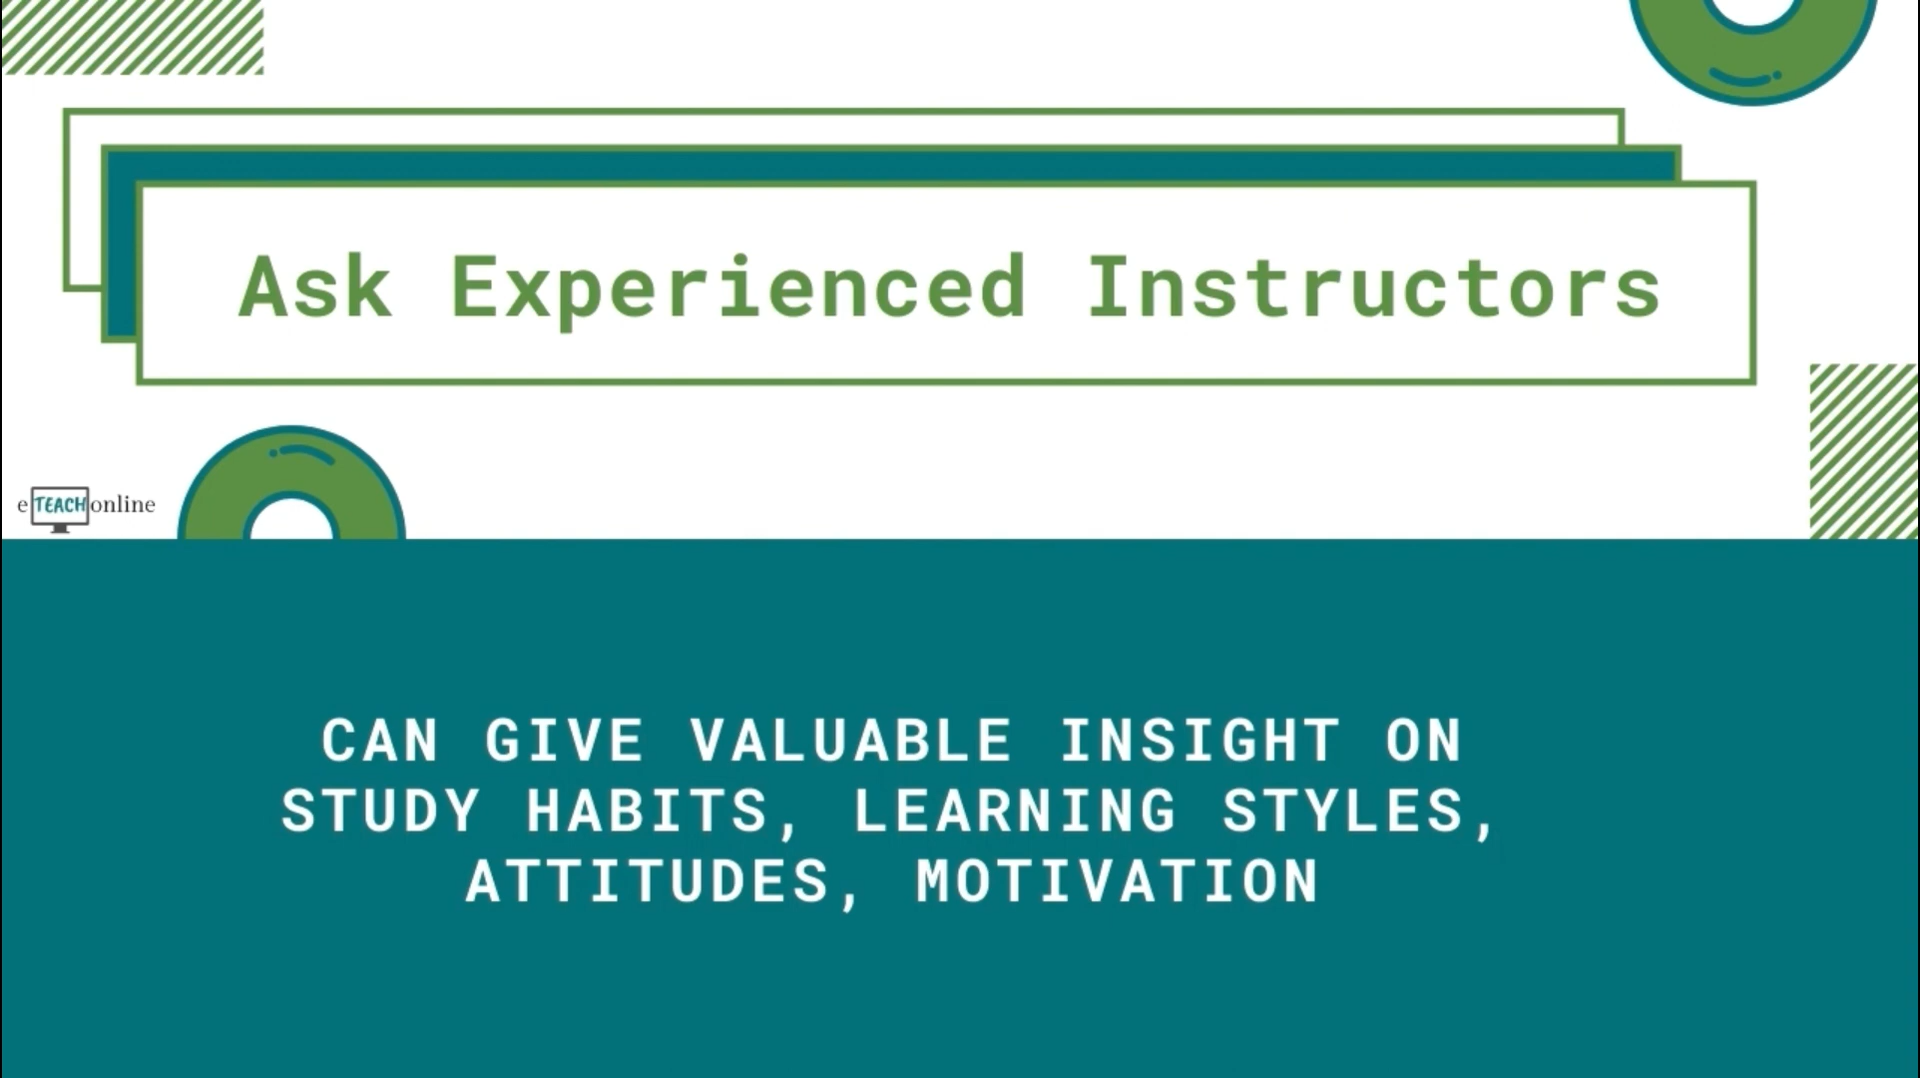 Ask Experienced Instructors
eTEACHonline
CAN GIVE VALUABLE INSIGHT ON
STUDY HABITS, LEARNING STYLES,
ATTITUDES, MOTIVATION